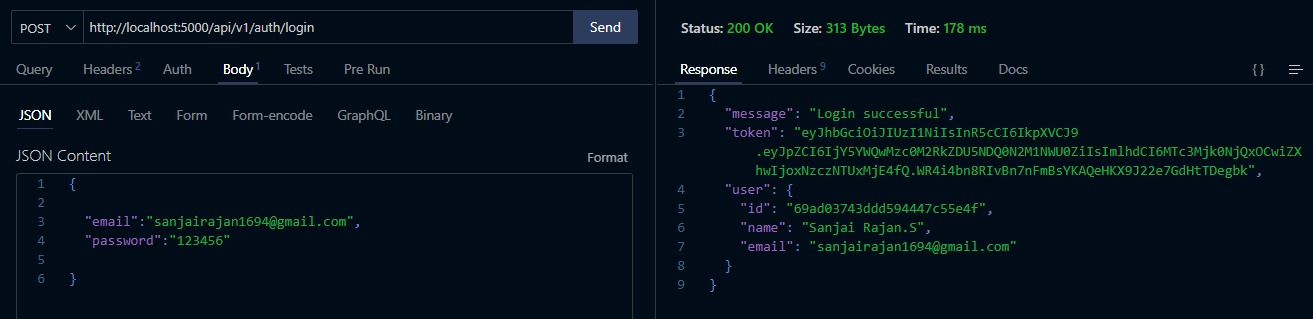 POST http://localhost:5000/api/v1/auth/login Send
Query Headers 2 Auth Body 1 Tests Pre Run
JSON XML Text Form Form-encode GraphQL Binary
JSON Content Format
1 {
2
3 "email":"sanjairajan1694@gmail.com",
4 "password":"123456"
5
6 }
Status: 200 OK Size: 313 Bytes Time: 178 ms
Response Headers 9 Cookies Results Docs {}
1 {
2 "message": "Login successful",
3 "token": "eyJhbGciOiJIUzI1NiIsInR5cCI6IkpXVCJ9
.eyJpZCI6IjY5YWQwMzc0M2RkZDU5NDQ0N2M1NWU0ZiIsImlhdCI6MTc3Mjk0NjQxOCwiZX
hwIjoxNzczNTUxMjE4fQ.WR4i4bn8RIvBn7nFmBsYKAQeHKX9J22e7GdHtTDegbk",
4 "user": {
5 "id": "69ad03743ddd594447c55e4f",
6 "name": "Sanjai Rajan.S",
7 "email": "sanjairajan1694@gmail.com"
8 }
9 }